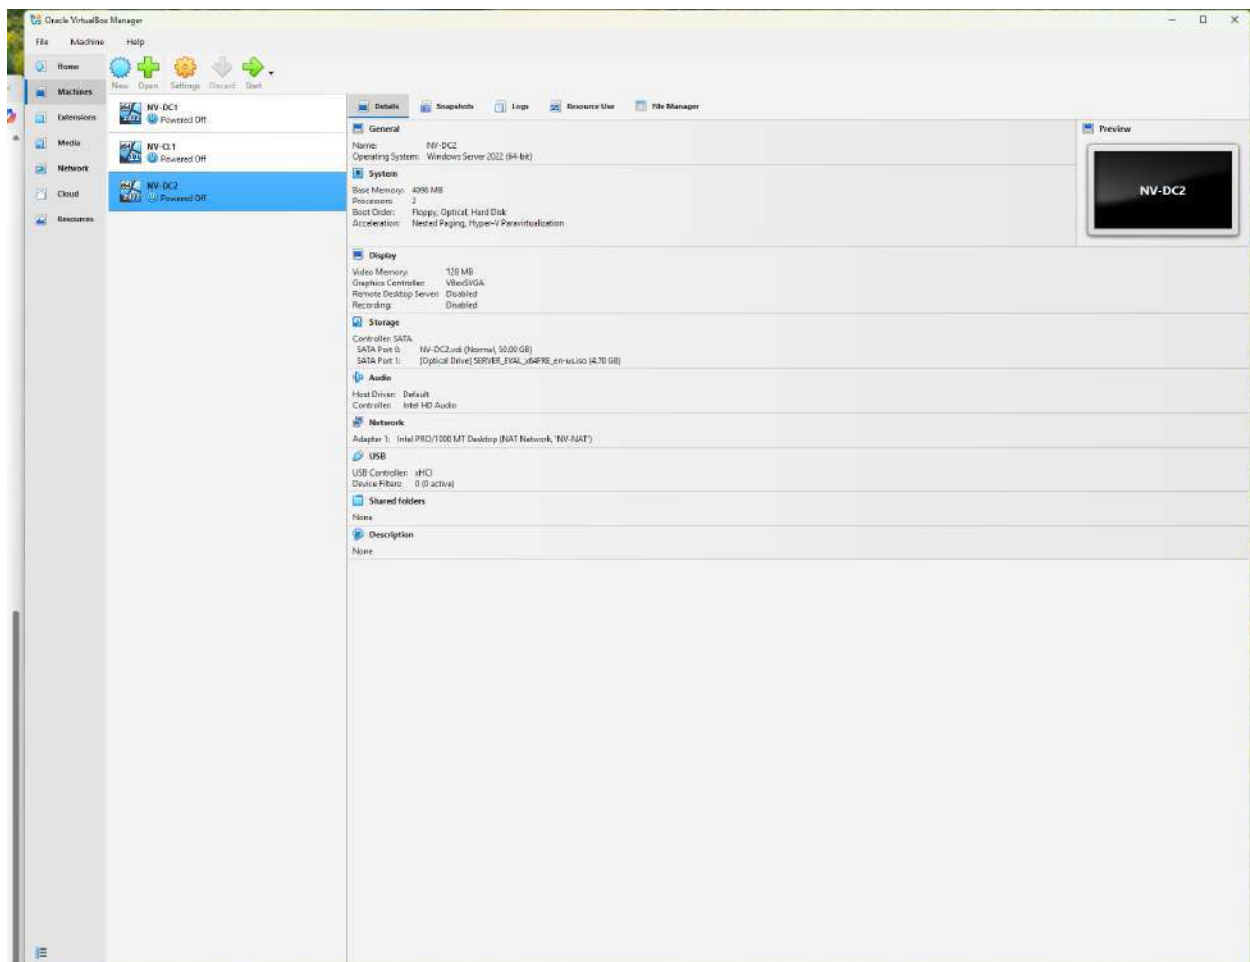 Oracle VirtualBox Manager
File Machine Help
Home
Machines
Extensions
Media
Network
Cloud
Resources
New Open Settings Discard Start
NV-DC1
Powered Off
NV-CL1
Powered Off
NV-DC2
Powered Off
Details Snapshots Logs Resource Use File Manager
General
Name: NV-DC2
Operating System: Windows Server 2022 (64-bit)
System
Base Memory: 4096 MB
Processors: 2
Boot Order: Floppy, Optical, Hard Disk
Acceleration: Nested Paging, Hyper-V Paravirtualization
Preview
NV-DC2
Display
Video Memory: 128 MB
Graphics Controller: VBoxSVGA
Remote Desktop Server: Disabled
Recording: Disabled
Storage
Controller: SATA
SATA Port 0: NV-DC2.vdi (Normal, 50.00 GB)
SATA Port 1: [Optical Drive] SERVER_EVAL_x64FRE_en-us.iso (4.70 GB)
Audio
Host Driver: Default
Controller: Intel HD Audio
Network
Adapter 1: Intel PRO/1000 MT Desktop (NAT Network, 'NV-NAT')
USB
USB Controller: xHCI
Device Filters: 0 (0 active)
Shared folders
None
Description
None